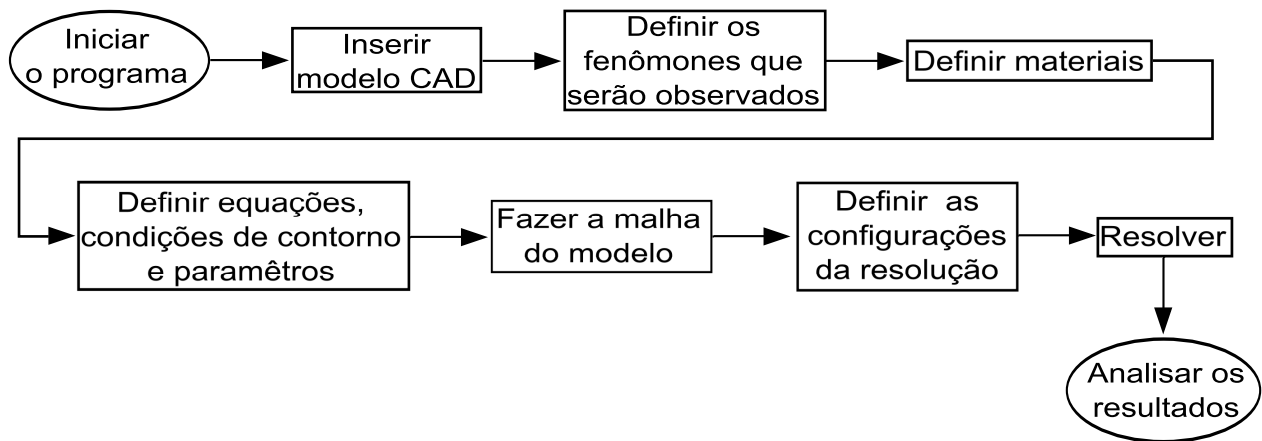 Iniciar
o programa
Inserir
modelo CAD
Definir os
fenômones que
serão observados
Definir materiais
Definir equações,
condições de contorno
e paramêtros
Fazer a malha
do modelo
Definir as
configurações
da resolução
Resolver
Analisar os
resultados